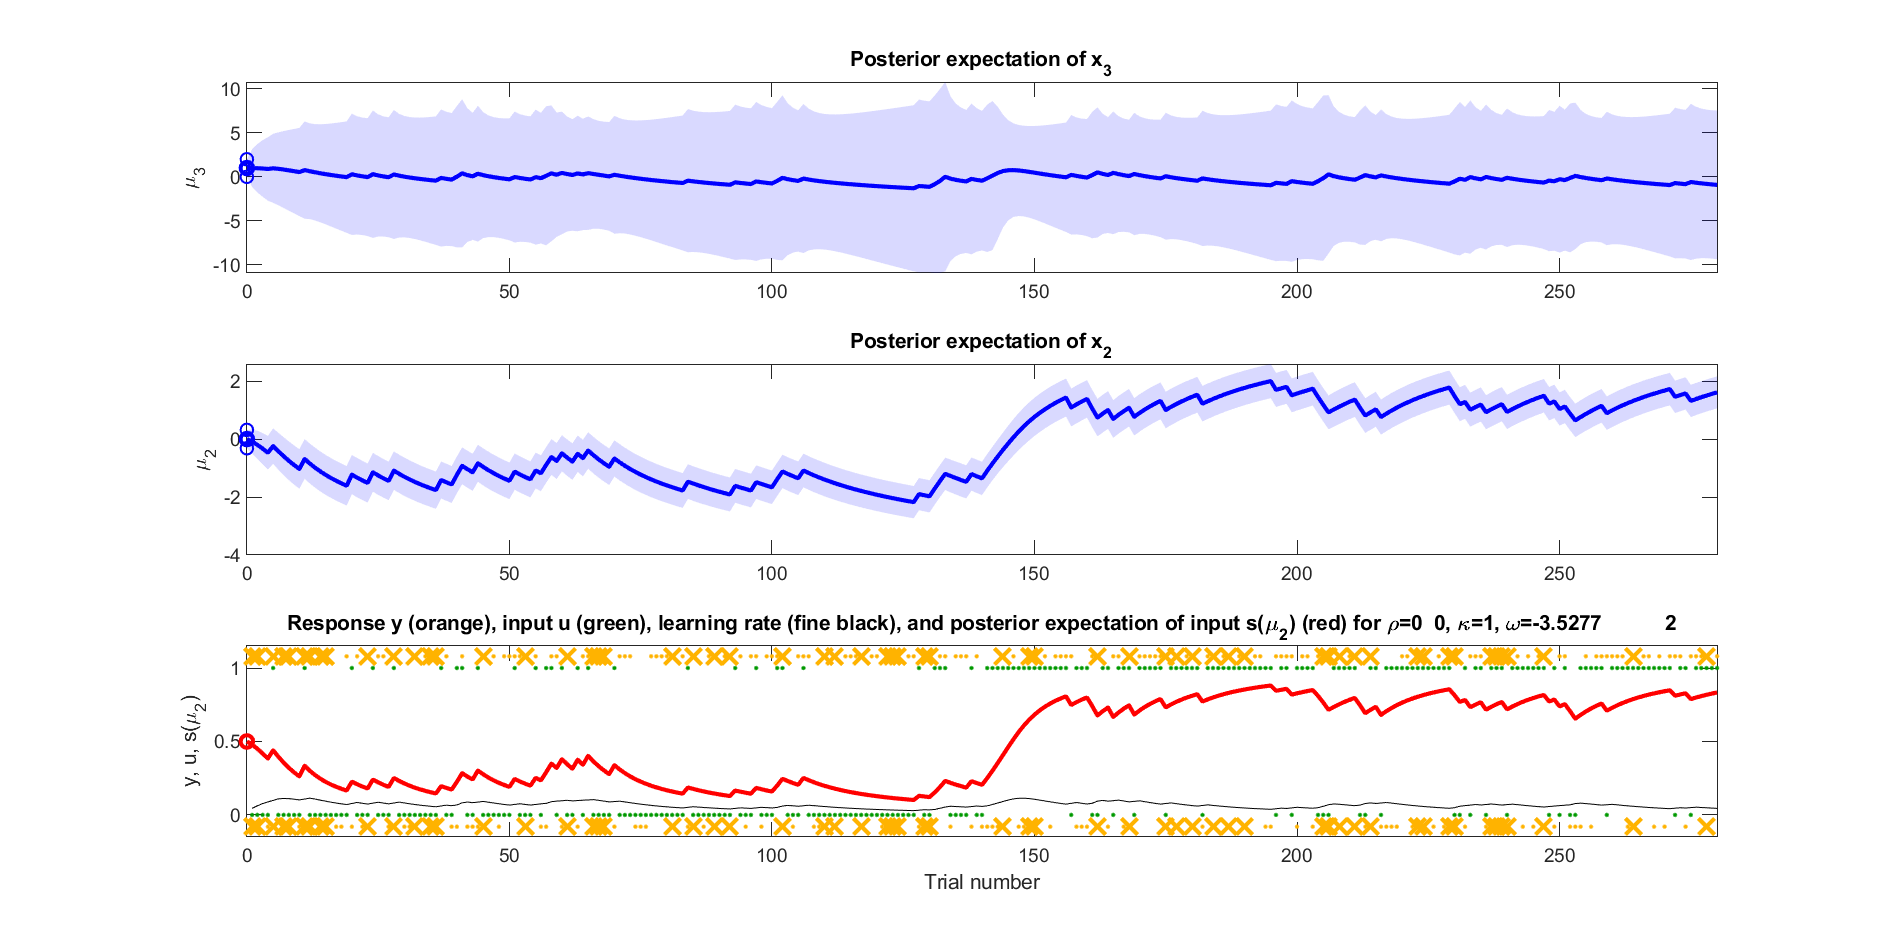 Posterior expectation of x3
10
5
0
-5
-10
μ3
0 50 100 150 200 250
Posterior expectation of x2
2
0
-2
-4
μ2
0 50 100 150 200 250
Response y (orange), input u (green), learning rate (fine black), and posterior expectation of input s(μ2) (red) for ρ=0 0, κ=1, ω=-3.5277 2
1
0.5
0
y, u, s(μ2)
0 50 100 150 200 250
Trial number